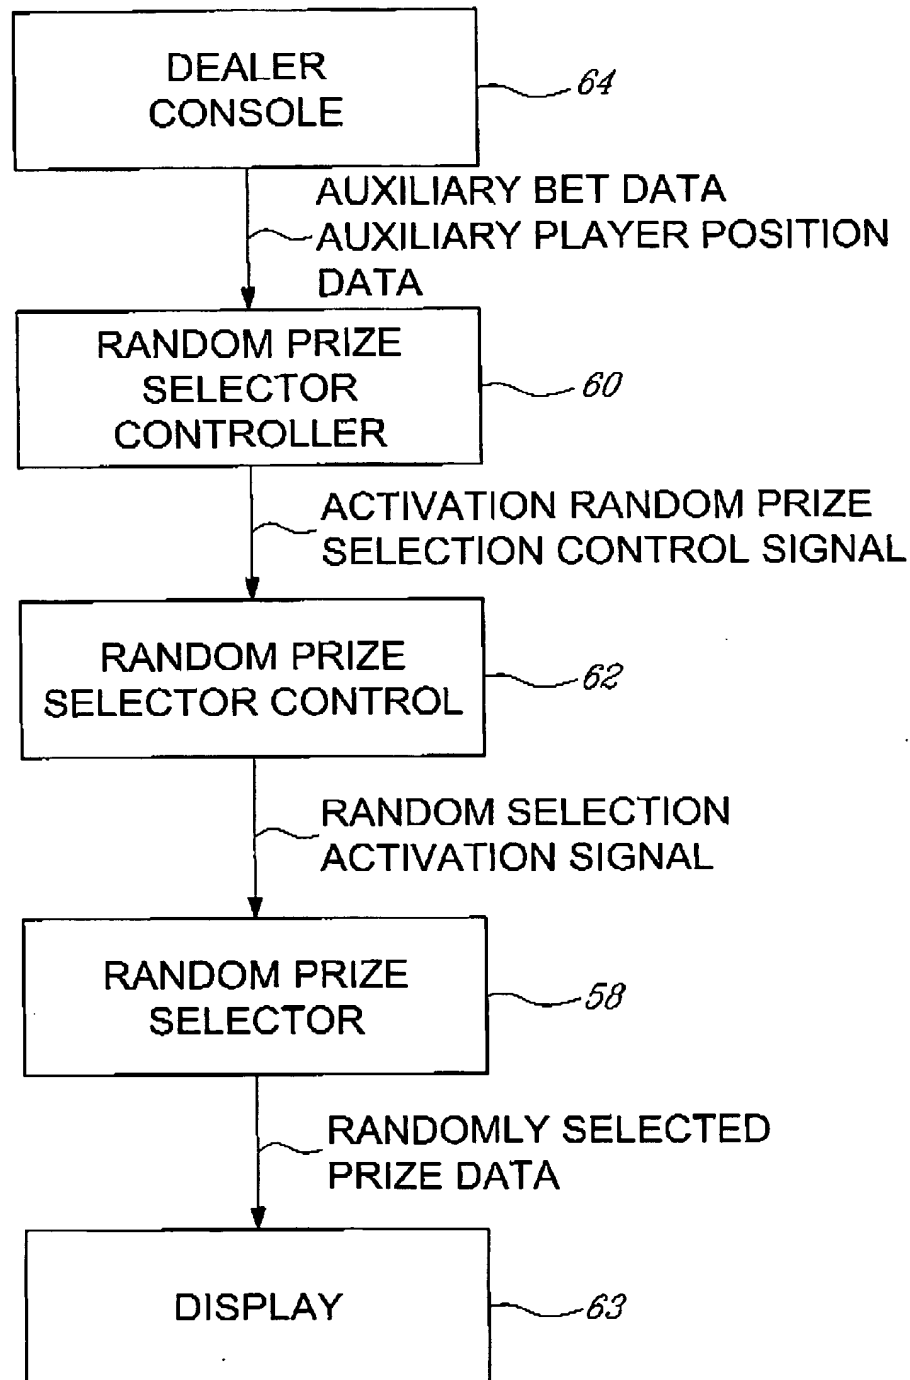 DEALER
CONSOLE
64
AUXILIARY BET DATA
AUXILIARY PLAYER POSITION
DATA
RANDOM PRIZE
SELECTOR
CONTROLLER
60
ACTIVATION RANDOM PRIZE
SELECTION CONTROL SIGNAL
RANDOM PRIZE
SELECTOR CONTROL
62
RANDOM SELECTION
ACTIVATION SIGNAL
RANDOM PRIZE
SELECTOR
58
RANDOMLY SELECTED
PRIZE DATA
DISPLAY
63